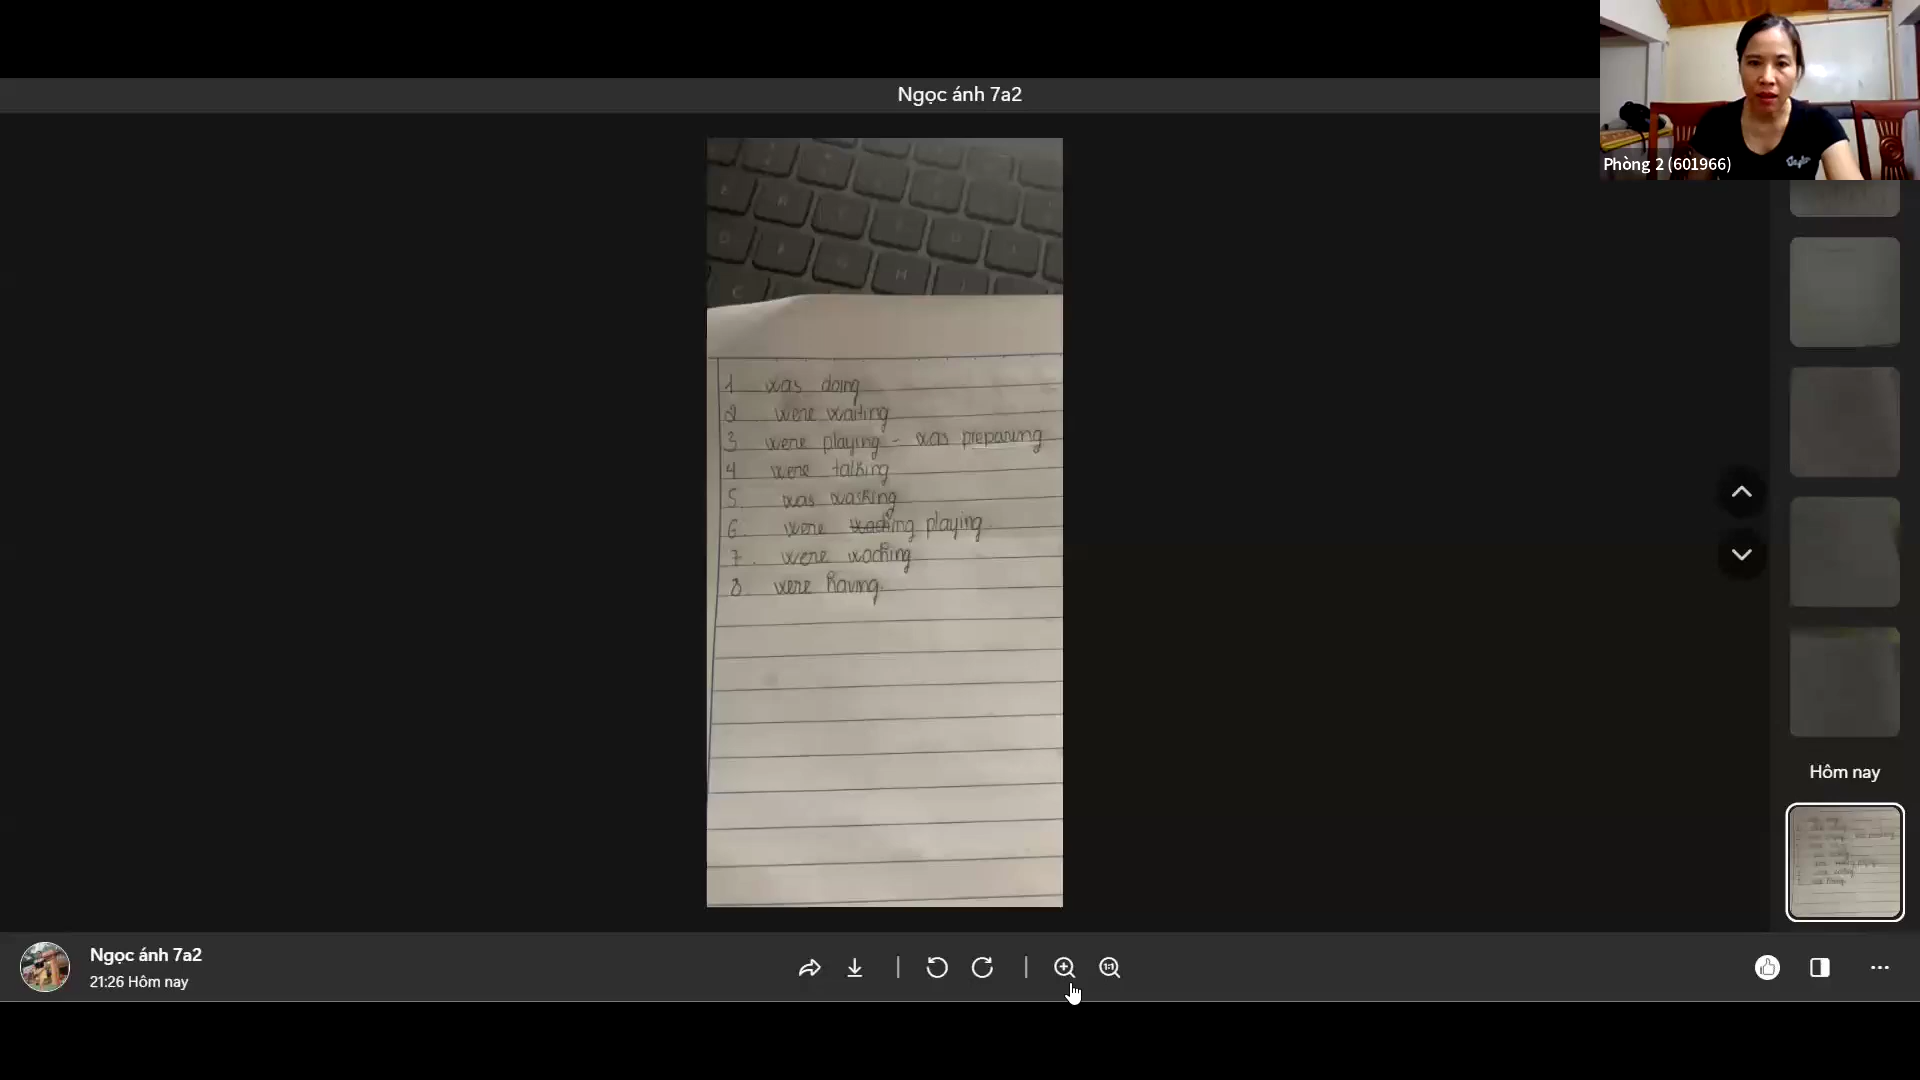 Ngọc ánh 7a2
Phòng 2 (601966)
1 was doing
2 were waiting
3 were playing - was preparing
4 were talking
5. was washing
6. were playing
7. were waching
8. were having.
Hôm nay
Ngọc ánh 7a2
21:26 Hôm nay